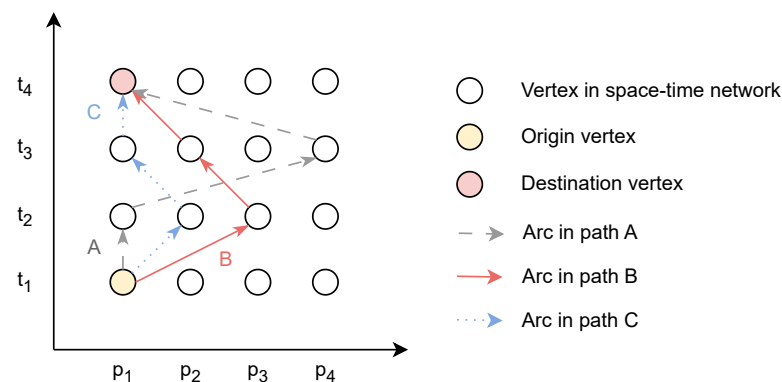 t₄
C
t₃
t₂
A
B
t₁
p₁ p₂ p₃ p₄
Vertex in space-time network
Origin vertex
Destination vertex
Arc in path A
Arc in path B
Arc in path C